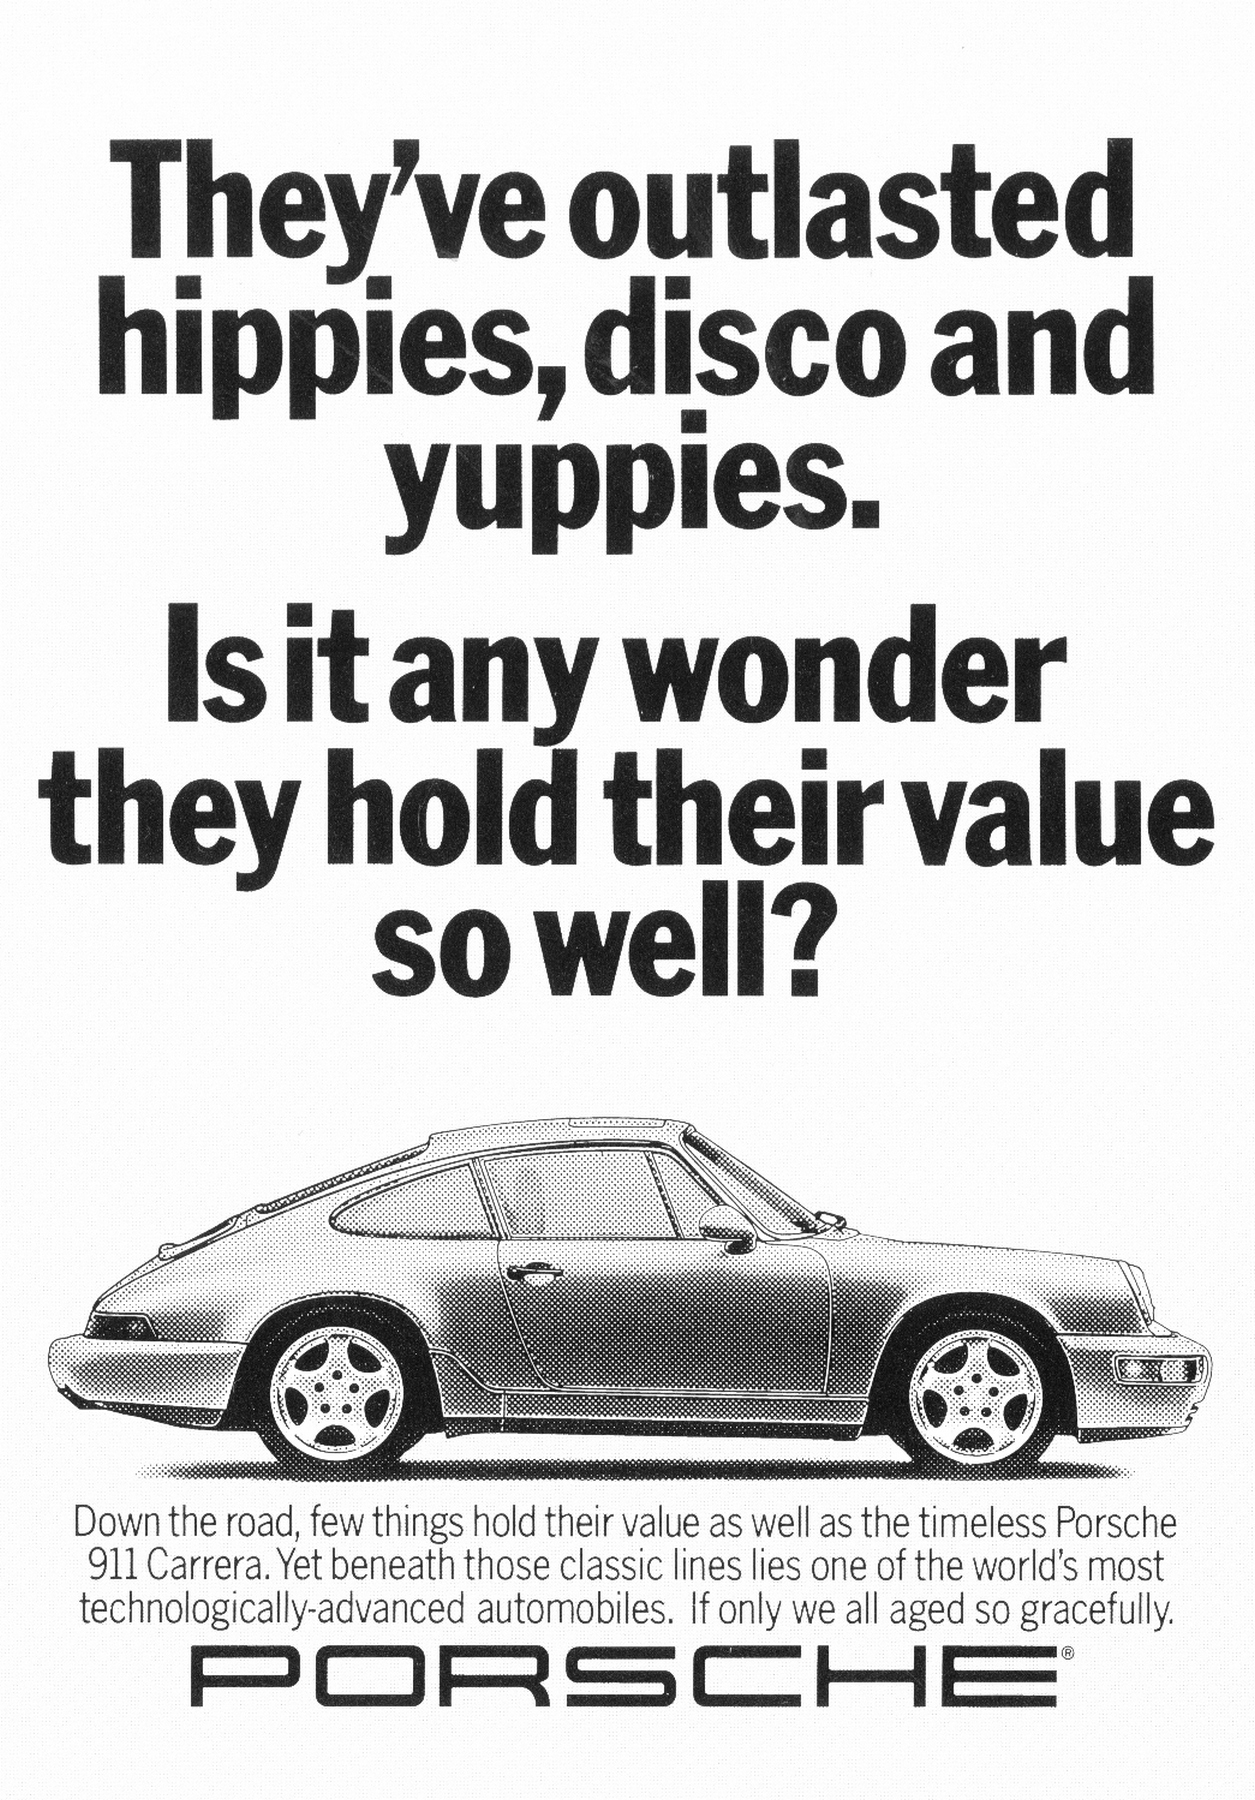 They've outlasted
hippies, disco and
yuppies.
Is it any wonder
they hold their value
so well?
Down the road, few things hold their value as well as the timeless Porsche
911 Carrera. Yet beneath those classic lines lies one of the world's most
technologically-advanced automobiles. If only we all aged so gracefully.
PORSCHE®